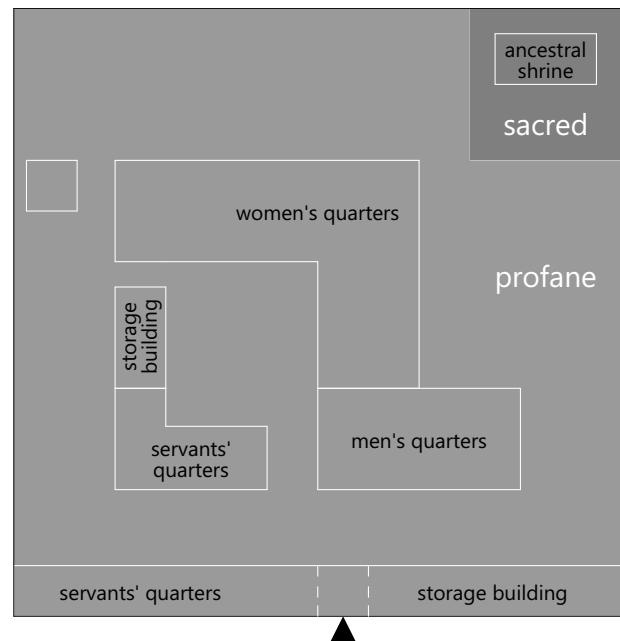 ancestral
shrine
sacred
women's quarters
profane
storage
building
men's quarters
servants'
quarters
servants' quarters
storage building